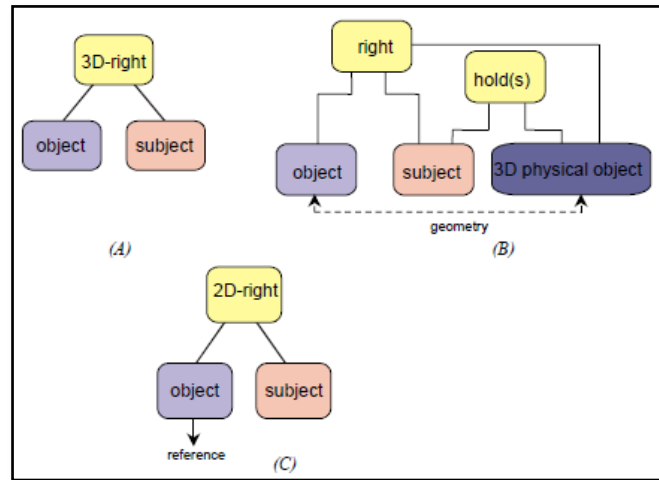 3D-right
object
subject
(A)
right
hold(s)
object
subject
3D physical object
geometry
(B)
2D-right
object
subject
reference
(C)